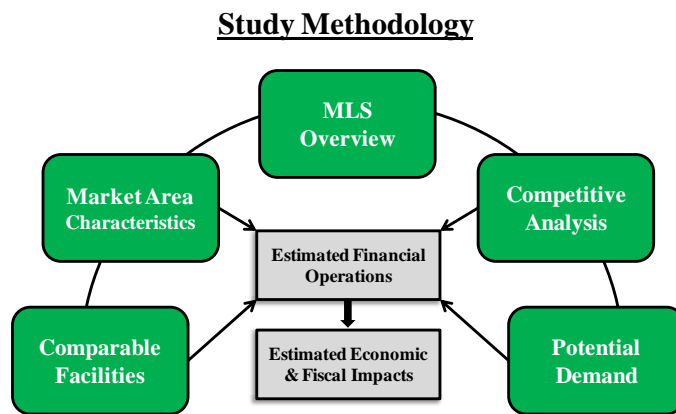 Study Methodology
MLS
Overview
Market Area
Characteristics
Competitive
Analysis
Estimated Financial
Operations
Comparable
Facilities
Estimated Economic
& Fiscal Impacts
Potential
Demand